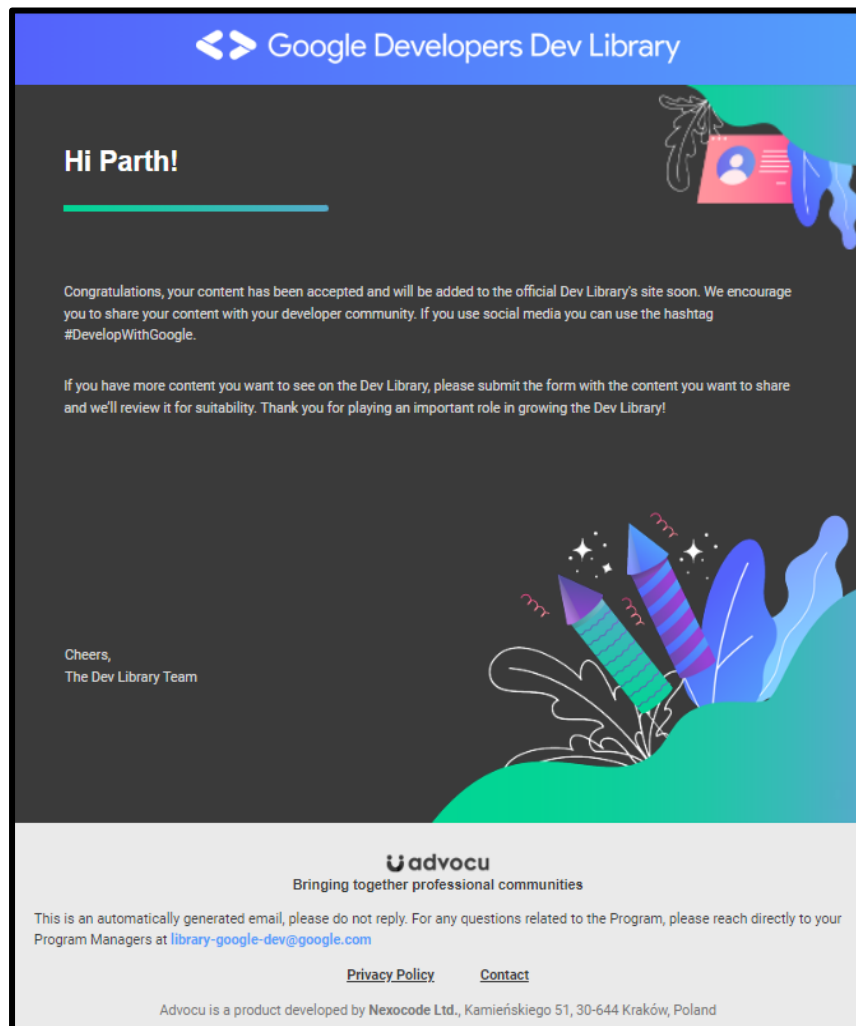 Google Developers Dev Library
Hi Parth!
Congratulations, your content has been accepted and will be added to the official Dev Library's site soon. We encourage
you to share your content with your developer community. If you use social media you can use the hashtag
#DevelopWithGoogle.
If you have more content you want to see on the Dev Library, please submit the form with the content you want to share
and we'll review it for suitability. Thank you for playing an important role in growing the Dev Library!
Cheers,
The Dev Library Team
advocu
Bringing together professional communities
This is an automatically generated email, please do not reply. For any questions related to the Program, please reach directly to your
Program Managers at library-google-dev@google.com
Privacy Policy Contact
Advocu is a product developed by Nexocode Ltd., Kamieńskiego 51, 30-644 Kraków, Poland